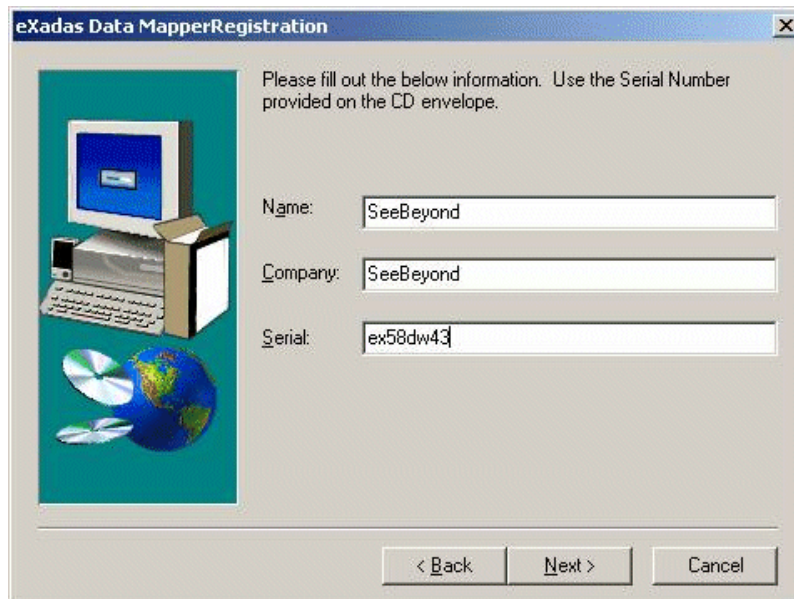 eXadas Data MapperRegistration
Please fill out the below information. Use the Serial Number
provided on the CD envelope.
Name: SeeBeyond
Company: SeeBeyond
Serial: ex58dw43
< Back Next > Cancel